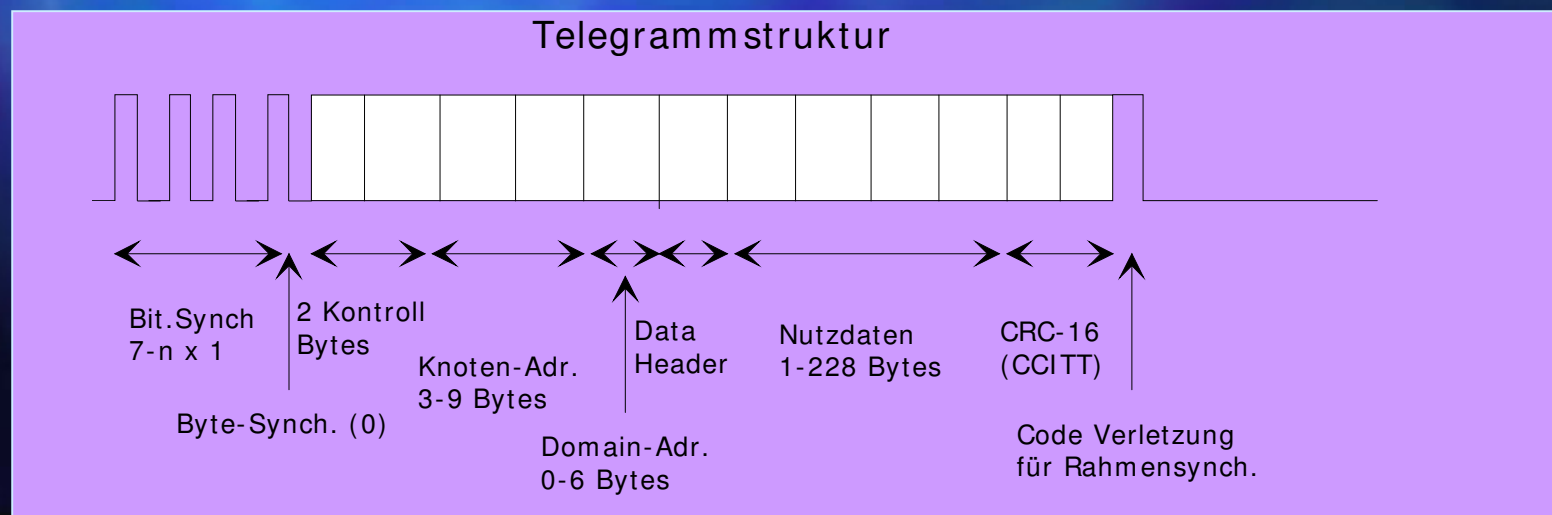 Telegrammstruktur
Bit.Synch
7-n x 1
Byte-Synch. (0)
2 Kontroll
Bytes
Knoten-Adr.
3-9 Bytes
Domain-Adr.
0-6 Bytes
Data
Header
Nutzdaten
1-228 Bytes
CRC-16
(CCITT)
Code Verletzung
für Rahmensynch.